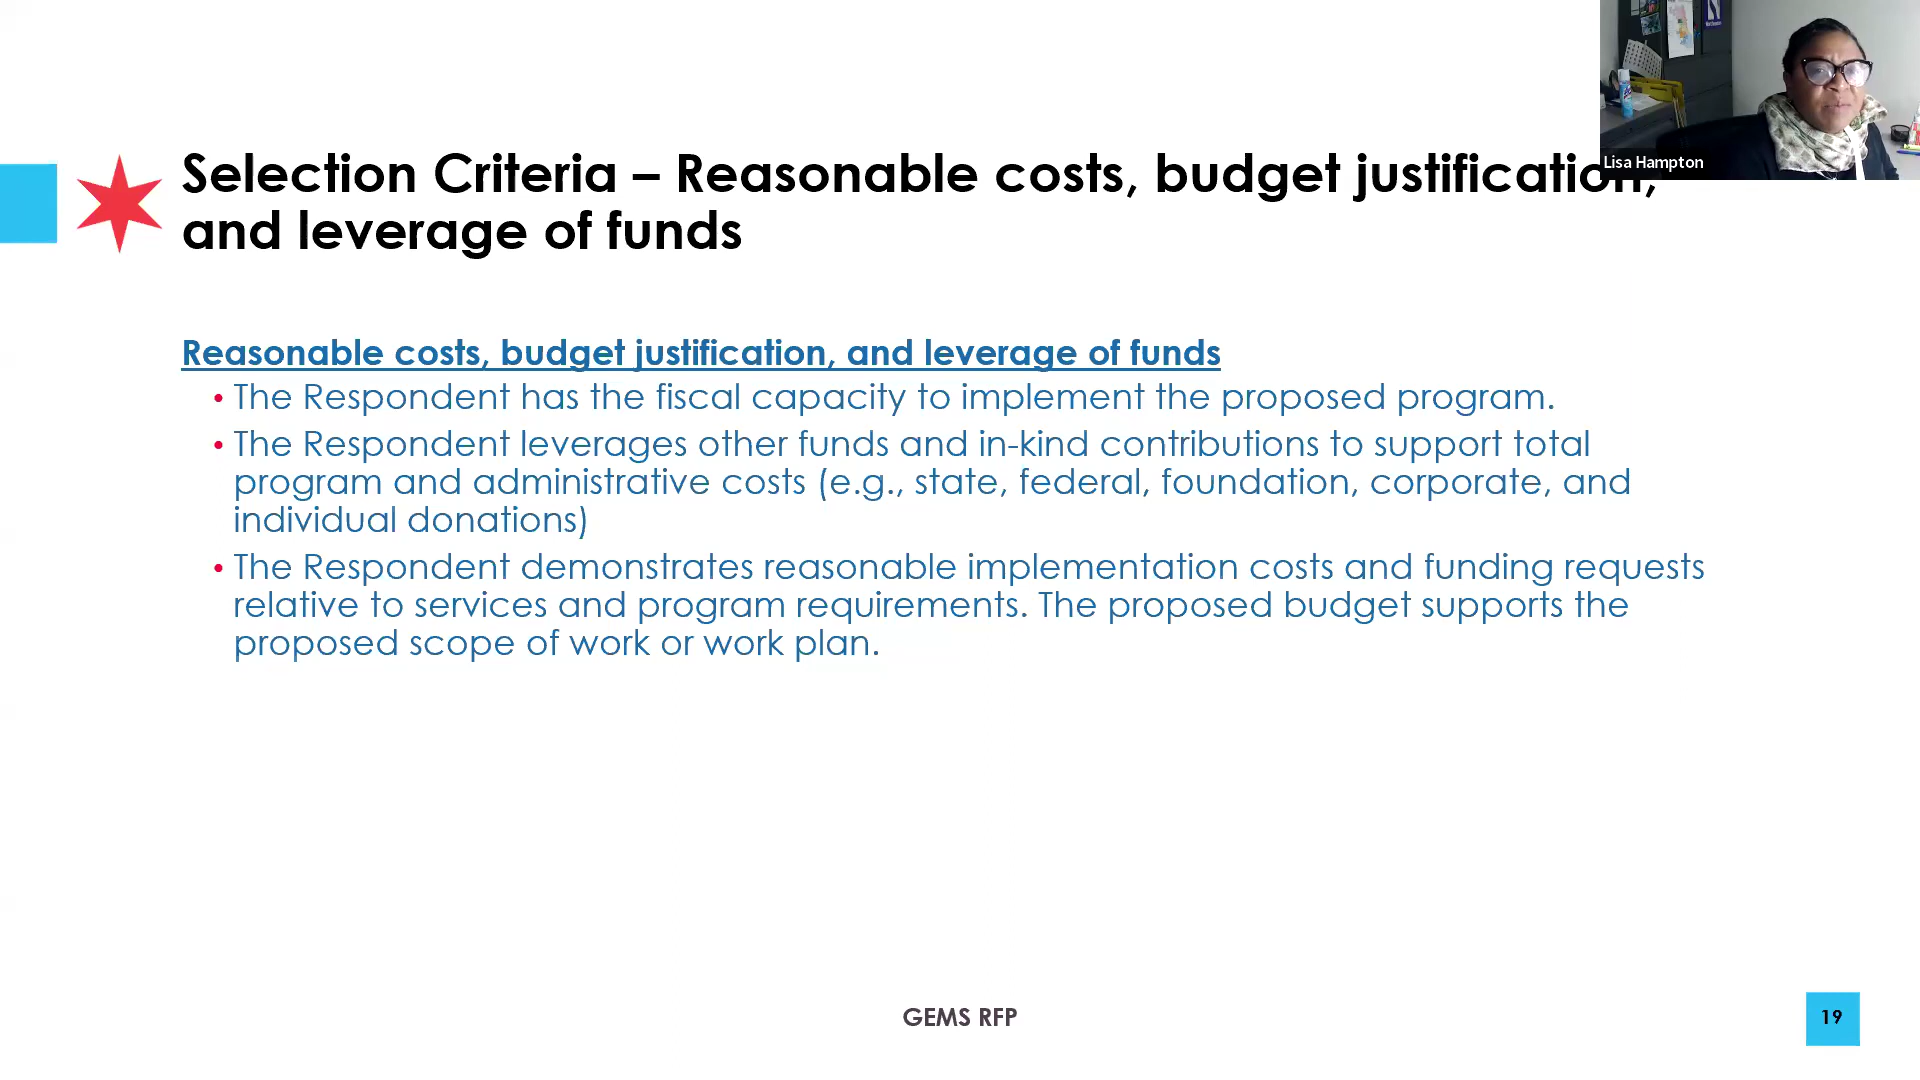 Lisa Hampton
Selection Criteria – Reasonable costs, budget justification,
and leverage of funds
Reasonable costs, budget justification, and leverage of funds
• The Respondent has the fiscal capacity to implement the proposed program.
• The Respondent leverages other funds and in-kind contributions to support total
program and administrative costs (e.g., state, federal, foundation, corporate, and
individual donations)
• The Respondent demonstrates reasonable implementation costs and funding requests
relative to services and program requirements. The proposed budget supports the
proposed scope of work or work plan.
GEMS RFP
19